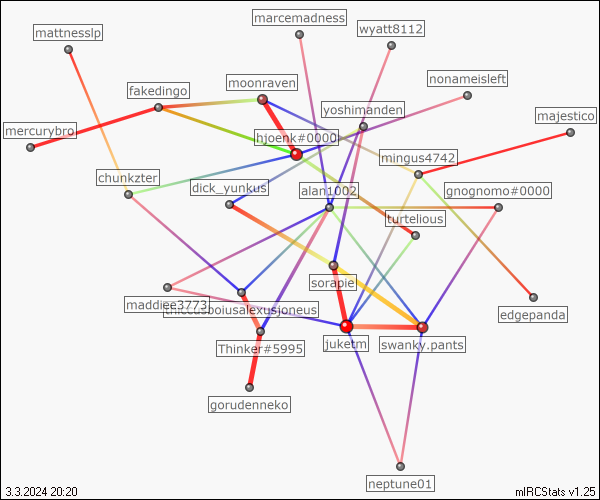 marcemadness
wyatt8112
mattnesslp
moonraven
nonameisleft
fakedingo
yoshimanden
majestico
mercurybro
hjoenk#0000
mingus4742
chunkzter
dick_yunkus
alan1002
gnognomo#0000
turtelious
sorapie
maddiee3773
edgepanda
juketm
swanky.pants
Thinker#5995
gorudenneko
neptune01
3.3.2024 20:20
mIRCStats v1.25